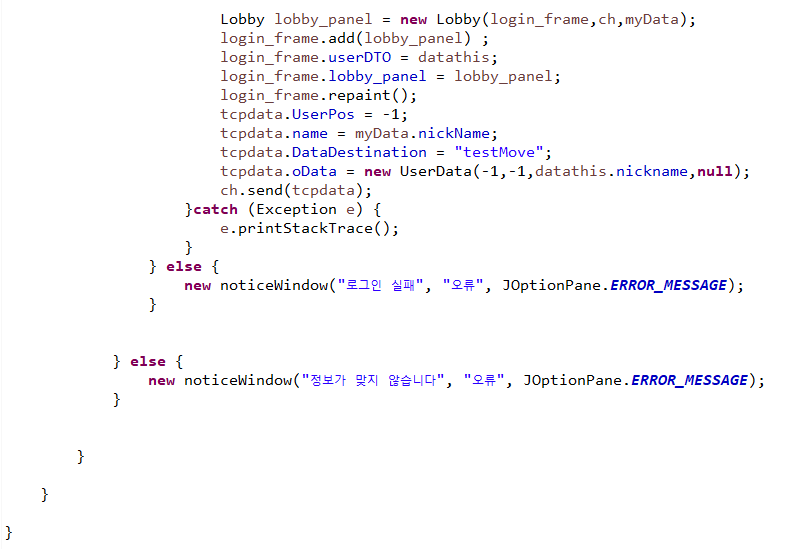 Lobby lobby_panel = new Lobby(login_frame,ch,myData);
login_frame.add(lobby_panel) ;
login_frame.userDTO = datathis;
login_frame.lobby_panel = lobby_panel;
login_frame.repaint();
tcpdata.UserPos = -1;
tcpdata.name = myData.nickName;
tcpdata.DataDestination = "testMove";
tcpdata.oData = new UserData(-1,-1,datathis.nickname,null);
ch.send(tcpdata);
}catch (Exception e) {
e.printStackTrace();
}
} else {
new noticeWindow("로그인 실패", "오류", JOptionPane.ERROR_MESSAGE);
}
} else {
new noticeWindow("정보가 맞지 않습니다", "오류", JOptionPane.ERROR_MESSAGE);
}
}
}
}